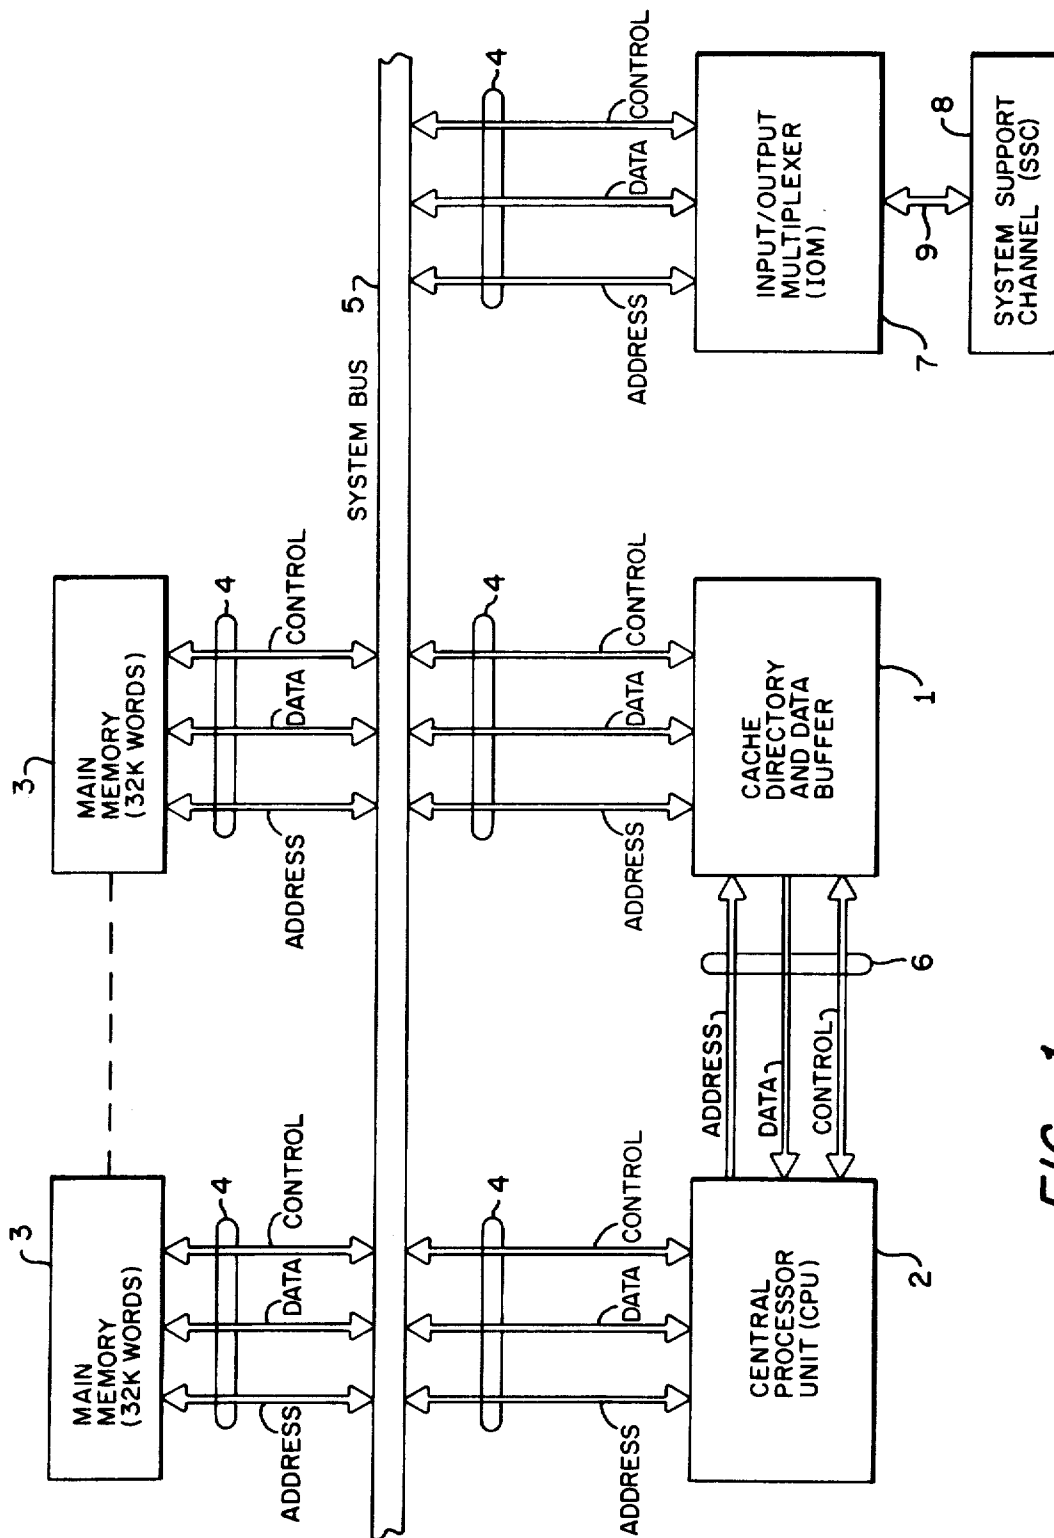 3
MAIN
MEMORY
(32K WORDS)
3
MAIN
MEMORY
(32K WORDS)
4
ADDRESS
DATA
CONTROL
4
ADDRESS
DATA
CONTROL
SYSTEM BUS
5
4
ADDRESS
DATA
CONTROL
4
ADDRESS
DATA
CONTROL
4
ADDRESS
DATA
CONTROL
CENTRAL
PROCESSOR
UNIT (CPU)
2
ADDRESS
DATA
CONTROL
6
CACHE
DIRECTORY
AND DATA
BUFFER
1
INPUT/OUTPUT
MULTIPLEXER
(IOM)
7
9
8
SYSTEM SUPPORT
CHANNEL (SSC)
FIG. 1